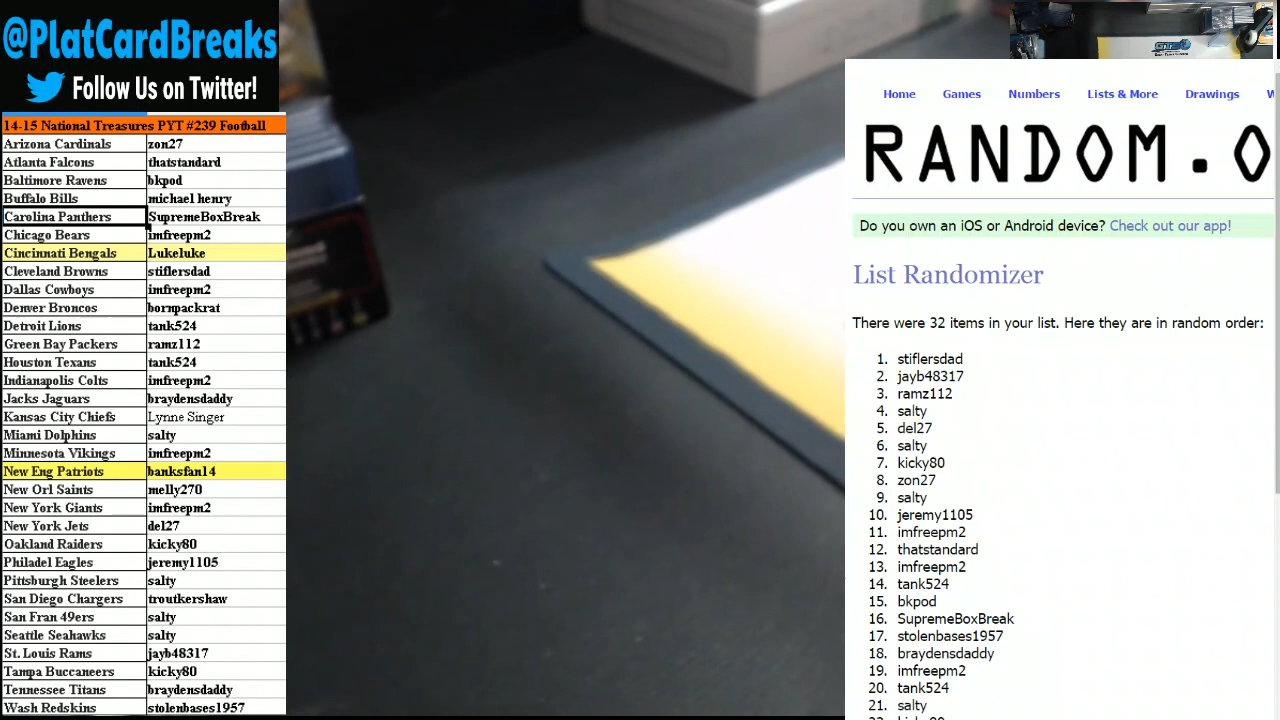 @PlatCardBreaks
Follow Us on Twitter!
14-15 National Treasures PYT #239 Football
Arizona Cardinals zon27
Atlanta Falcons thatstandard
Baltimore Ravens bkpod
Buffalo Bills michael henry
Carolina Panthers SupremeBoxBreak
Chicago Bears imfreepm2
Cincinnati Bengals Lukeluke
Cleveland Browns stiflersdad
Dallas Cowboys imfreepm2
Denver Broncos bornpackrat
Detroit Lions tank524
Green Bay Packers ramz112
Houston Texans tank524
Indianapolis Colts imfreepm2
Jacks Jaguars braydensdaddy
Kansas City Chiefs Lynne Singer
Miami Dolphins salty
Minnesota Vikings imfreepm2
New Eng Patriots banksfan14
New Orl Saints melly270
New York Giants imfreepm2
New York Jets del27
Oakland Raiders kicky80
Philadel Eagles jeremy1105
Pittsburgh Steelers salty
San Diego Chargers troutkershaw
San Fran 49ers salty
Seattle Seahawks salty
St. Louis Rams jayb48317
Tampa Buccaneers kicky80
Tennessee Titans braydensdaddy
Wash Redskins stolenbases1957
GTS
Home Games Numbers Lists & More Drawings W
RANDOM.O
Do you own an iOS or Android device? Check out our app!
List Randomizer
There were 32 items in your list. Here they are in random order:
1. stiflersdad
2. jayb48317
3. ramz112
4. salty
5. del27
6. salty
7. kicky80
8. zon27
9. salty
10. jeremy1105
11. imfreepm2
12. thatstandard
13. imfreepm2
14. tank524
15. bkpod
16. SupremeBoxBreak
17. stolenbases1957
18. braydensdaddy
19. imfreepm2
20. tank524
21. salty
22. kicky80